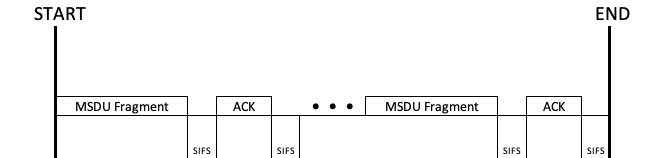 START END
MSDU Fragment ACK • • • MSDU Fragment ACK
SIFS SIFS SIFS SIFS